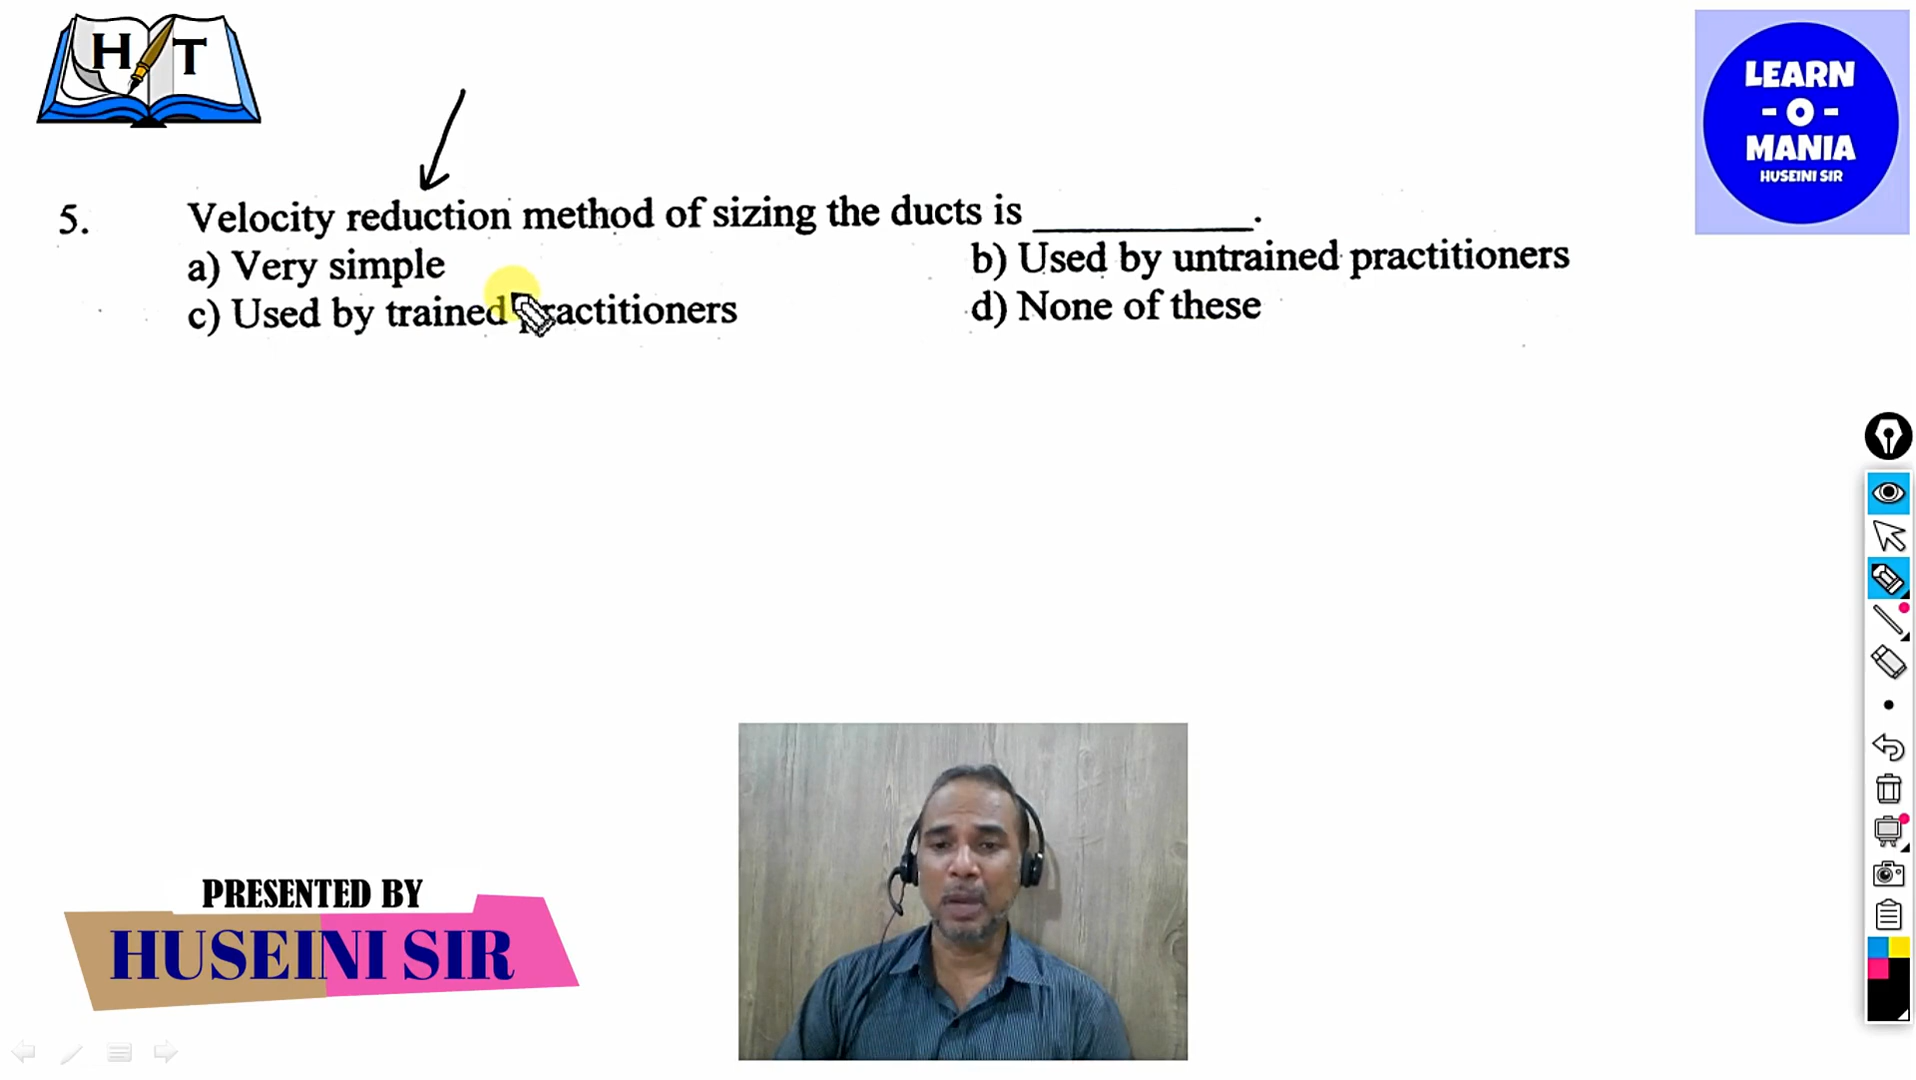 H T
LEARN
- O -
MANIA
HUSEINI SIR
5. Velocity reduction method of sizing the ducts is __________.
a) Very simple b) Used by untrained practitioners
c) Used by trained practitioners d) None of these
PRESENTED BY
HUSEINI SIR